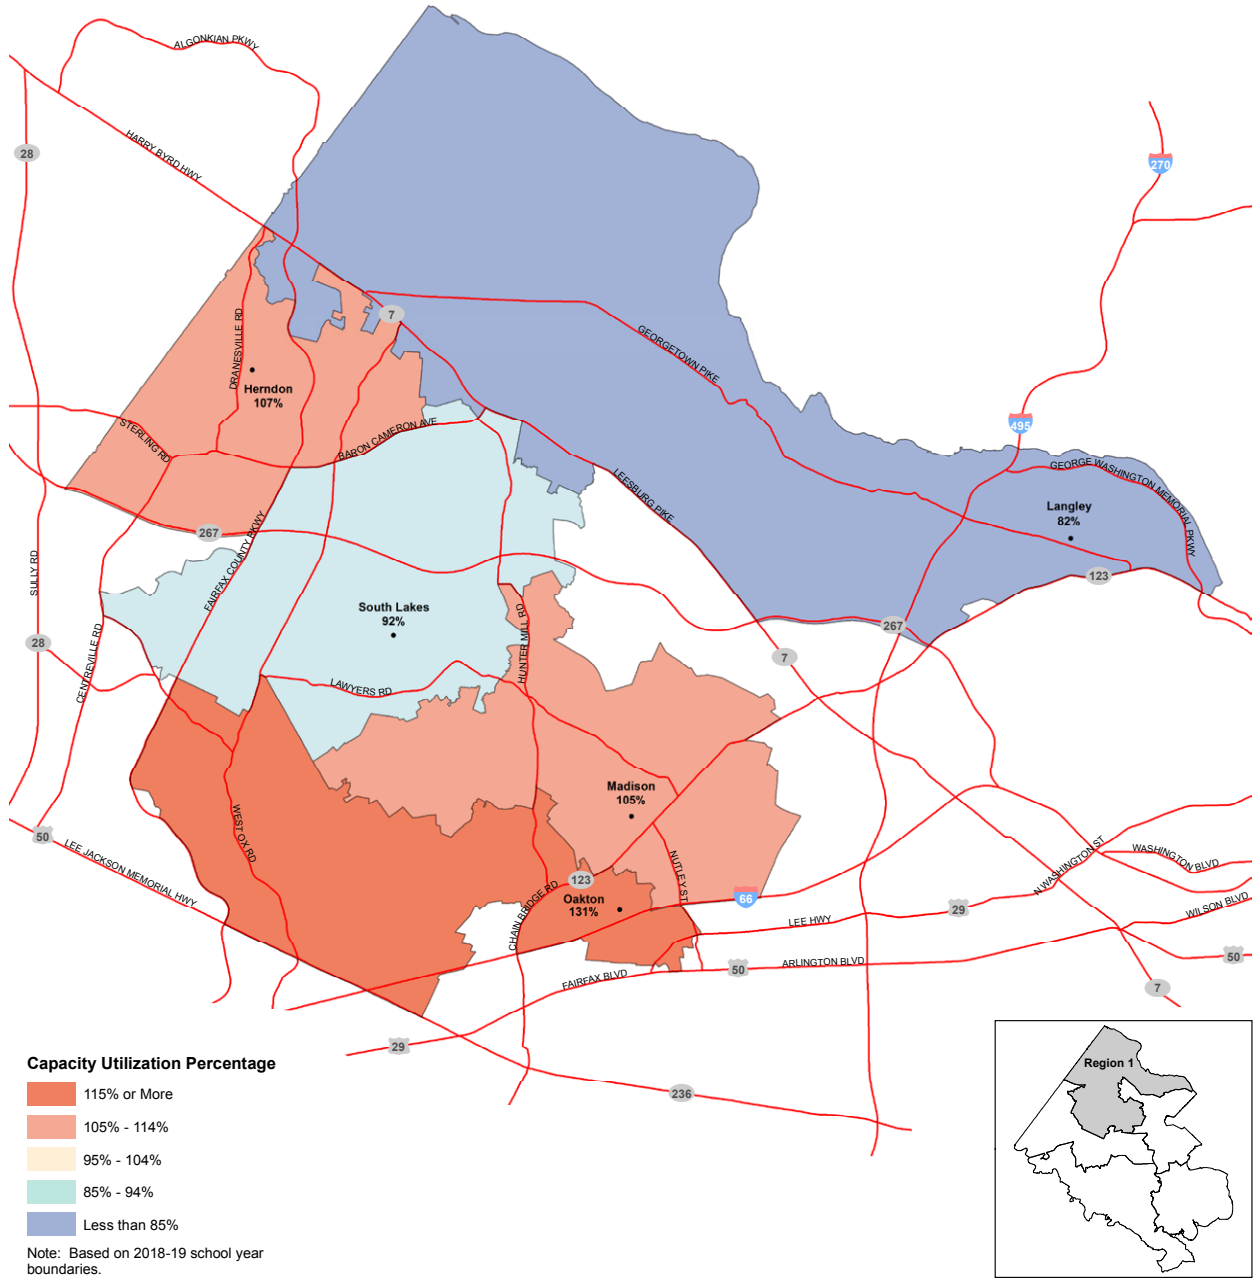 ALGONKIAN PKWY
HARRY BYRD HWY
28
270
7
DRANESVILLE RD
GEORGETOWN PIKE
Herndon
107%
STERLING RD
BARON CAMERON AVE
495
GEORGE WASHINGTON MEMORIAL PKWY
LEESBURG PIKE
Langley
82%
267
FAIRFAX COUNTY PKWY
SULLY RD
123
South Lakes
92%
HUNTER MILL RD
267
28
7
CENTREVILLE RD
LAWYERS RD
Madison
105%
WEST OX RD
50
LEE JACKSON MEMORIAL HWY
NUTLEY ST
N WASHINGTON ST
WASHINGTON BLVD
123
Oakton
131%
66
CHAIN BRIDGE RD
LEE HWY
29
WILSON BLVD
ARLINGTON BLVD
50
50
FAIRFAX BLVD
7
29
236
Capacity Utilization Percentage
115% or More
105% - 114%
95% - 104%
85% - 94%
Less than 85%
Note: Based on 2018-19 school year
boundaries.
Region 1